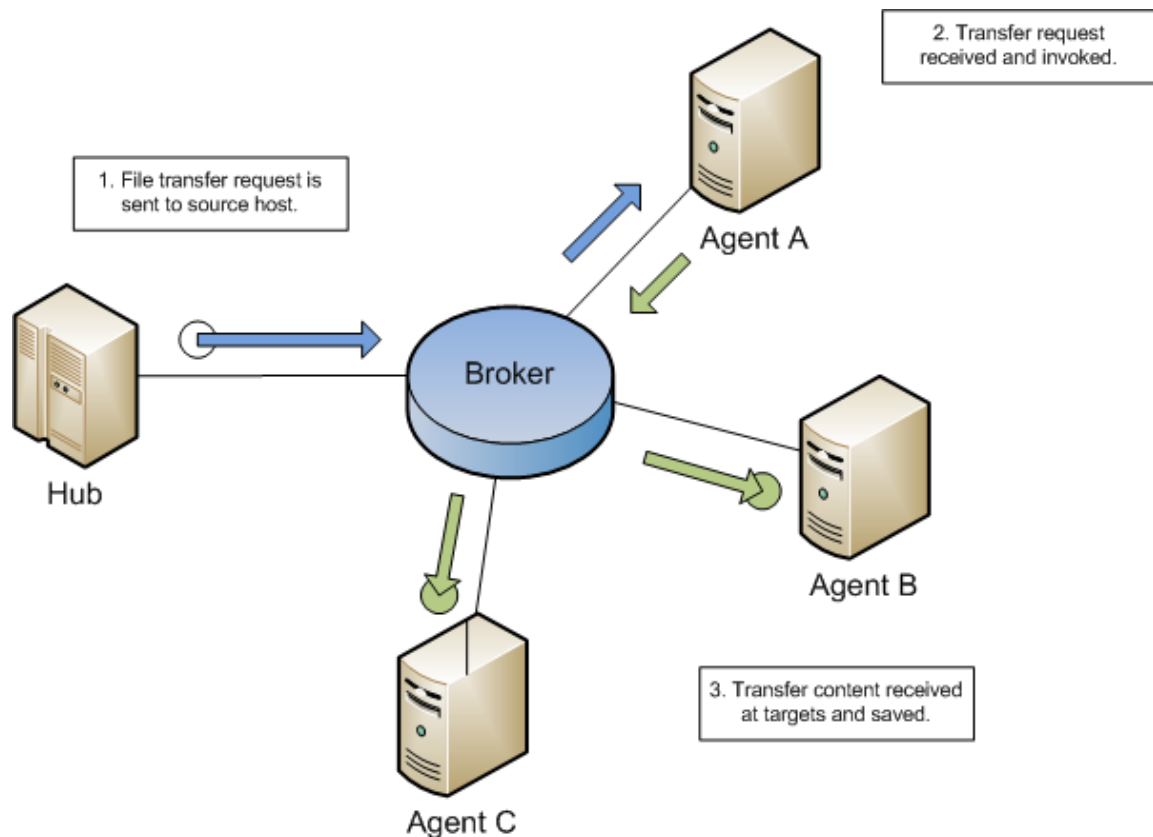 2. Transfer request
received and invoked.
1. File transfer request is
sent to source host.
Agent A
Broker
Hub
Agent B
3. Transfer content received
at targets and saved.
Agent C